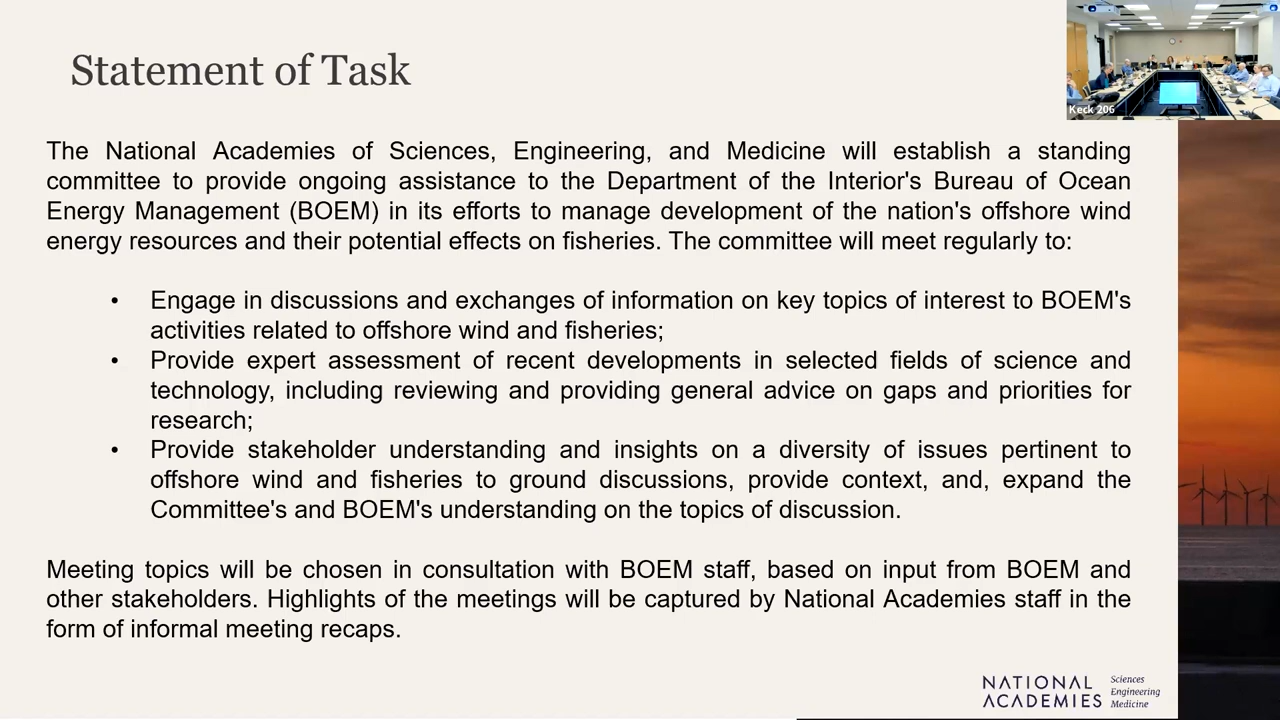 Statement of Task
Keck 206
The National Academies of Sciences, Engineering, and Medicine will establish a standing
committee to provide ongoing assistance to the Department of the Interior's Bureau of Ocean
Energy Management (BOEM) in its efforts to manage development of the nation's offshore wind
energy resources and their potential effects on fisheries. The committee will meet regularly to:
• Engage in discussions and exchanges of information on key topics of interest to BOEM's
activities related to offshore wind and fisheries;
• Provide expert assessment of recent developments in selected fields of science and
technology, including reviewing and providing general advice on gaps and priorities for
research;
• Provide stakeholder understanding and insights on a diversity of issues pertinent to
offshore wind and fisheries to ground discussions, provide context, and, expand the
Committee's and BOEM's understanding on the topics of discussion.
Meeting topics will be chosen in consultation with BOEM staff, based on input from BOEM and
other stakeholders. Highlights of the meetings will be captured by National Academies staff in the
form of informal meeting recaps.
NATIONAL
ACADEMIES
Sciences
Engineering
Medicine